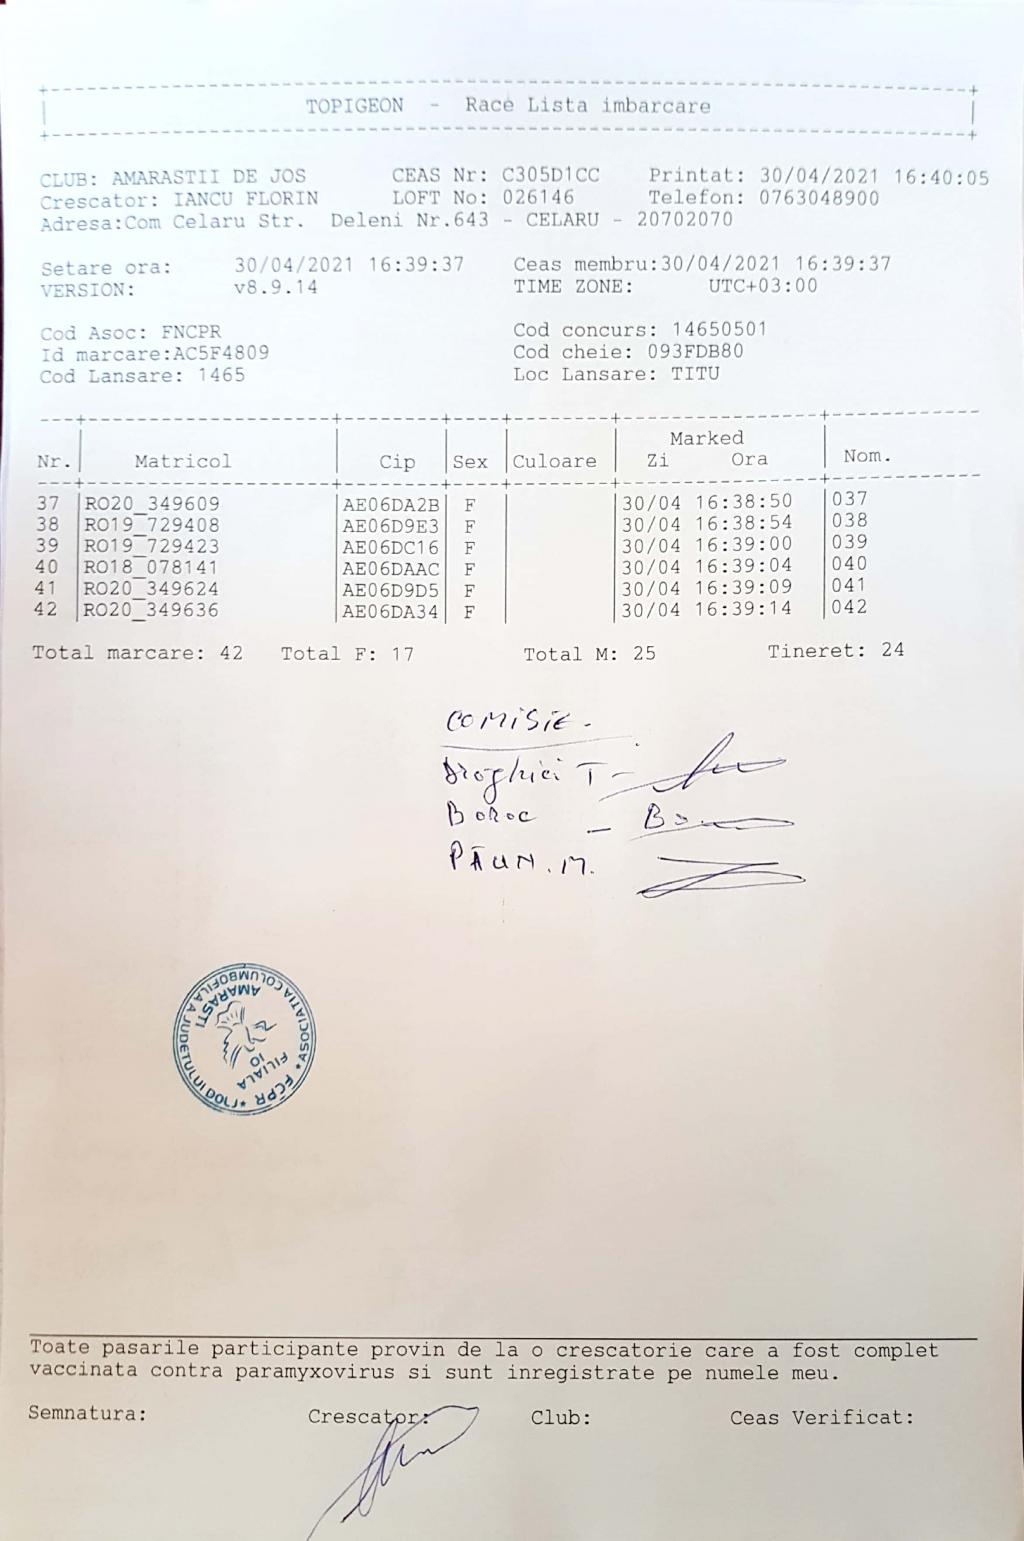 TOPIGEON - Race Lista imbarcare
CLUB: AMARASTII DE JOS CEAS Nr: C305D1CC Printat: 30/04/2021 16:40:05
Crescator: IANCU FLORIN LOFT No: 026146 Telefon: 0763048900
Adresa:Com Celaru Str. Deleni Nr.643 - CELARU - 20702070
Setare ora: 30/04/2021 16:39:37 Ceas membru:30/04/2021 16:39:37
VERSION: v8.9.14 TIME ZONE: UTC+03:00
Cod Asoc: FNCPR Cod concurs: 14650501
Id marcare:AC5F4809 Cod cheie: 093FDB80
Cod Lansare: 1465 Loc Lansare: TITU
Marked
Nr. Matricol Cip Sex Culoare Zi Ora Nom.
37 RO20_349609 AE06DA2B F 30/04 16:38:50 037
38 RO19_729408 AE06D9E3 F 30/04 16:38:54 038
39 RO19_729423 AE06DC16 F 30/04 16:39:00 039
40 RO18_078141 AE06DAAC F 30/04 16:39:04 040
41 RO20_349624 AE06D9D5 F 30/04 16:39:09 041
42 RO20_349636 AE06DA34 F 30/04 16:39:14 042
Total marcare: 42 Total F: 17 Total M: 25 Tineret: 24
COMISIE -
Droghici T -
Boroc -
PĂUN. M.
ASOCIATIA COLUMBOFILA A JUDETULUI DOLJ * FCPR *
AMARASTI
FILIALA
10
Toate pasarile participante provin de la o crescatorie care a fost complet
vaccinata contra paramyxovirus si sunt inregistrate pe numele meu.
Semnatura: Crescator: Club: Ceas Verificat: